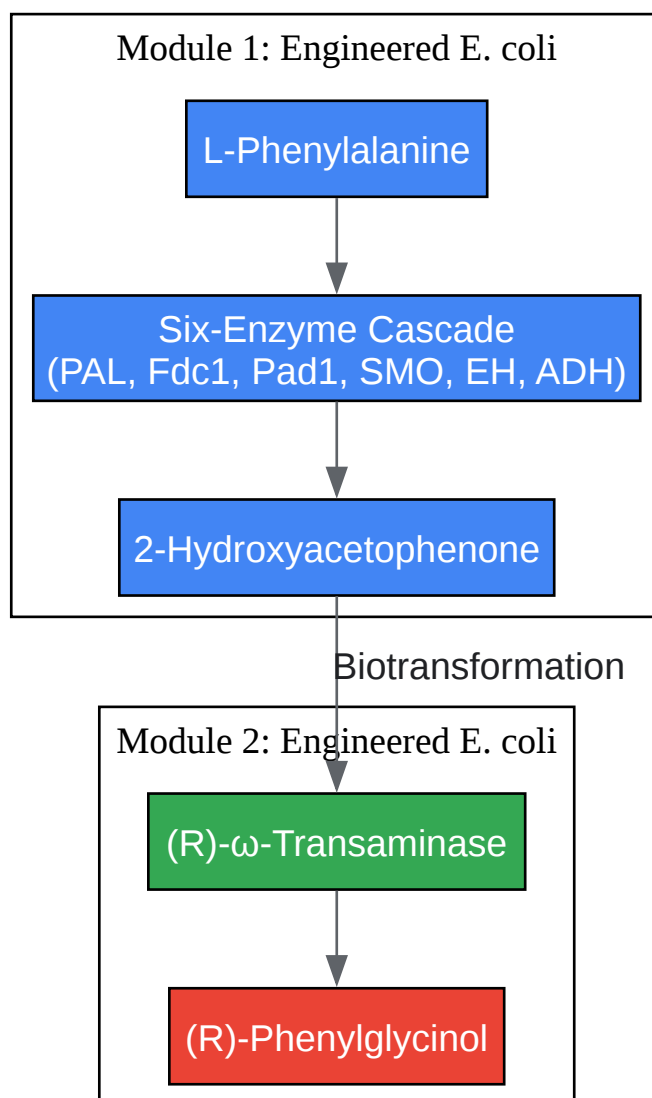 Module 1: Engineered E. coli
L-Phenylalanine
Six-Enzyme Cascade
(PAL, Fdc1, Pad1, SMO, EH, ADH)
2-Hydroxyacetophenone
Biotransformation
Module 2: Engineered E. coli
(R)-ω-Transaminase
(R)-Phenylglycinol